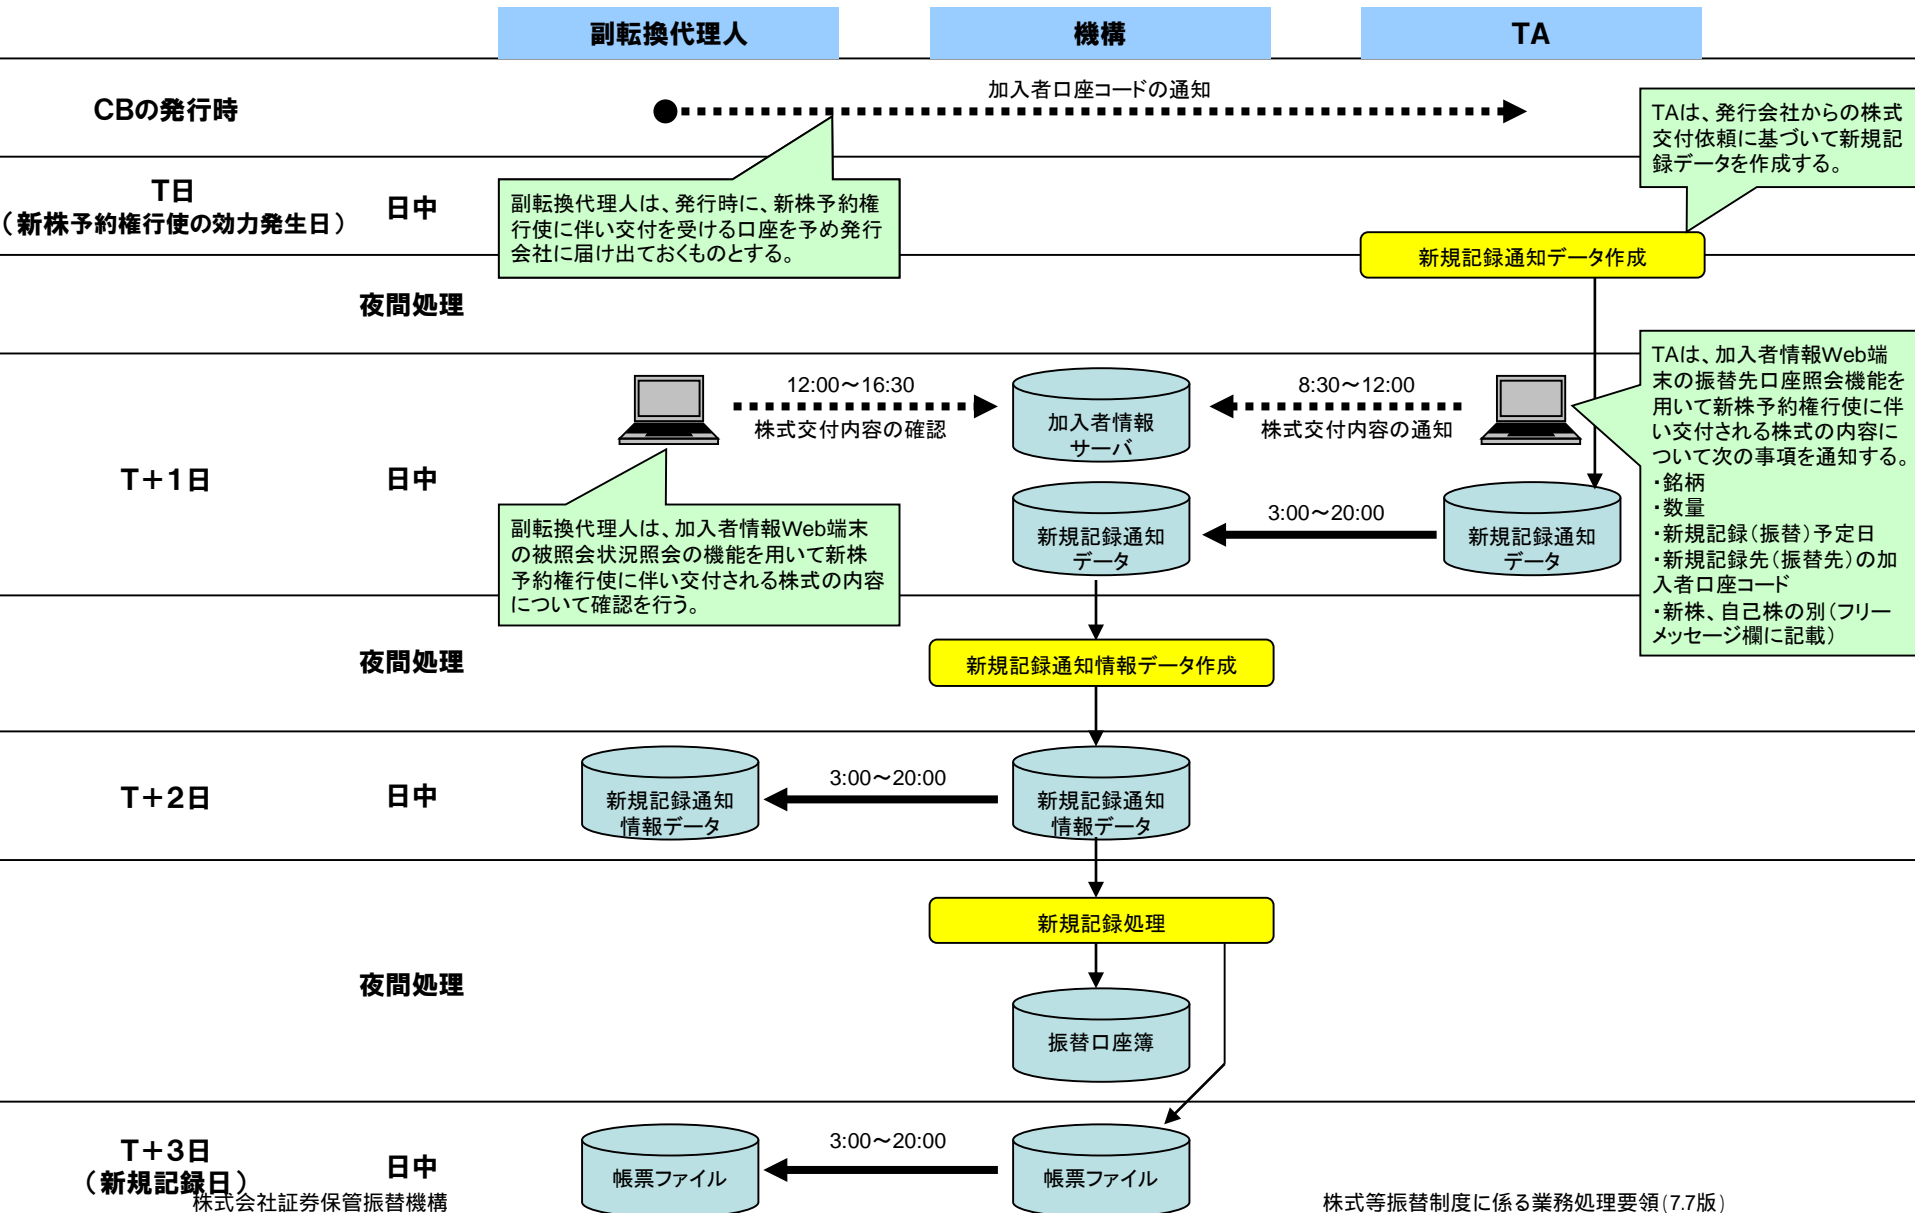 副転換代理人
機構
TA
CBの発行時
加入者口座コードの通知
TAは、発行会社からの株式
交付依頼に基づいて新規記
録データを作成する。
T日
（新株予約権行使の効力発生日）
日中
副転換代理人は、発行時に、新株予約権
行使に伴い交付を受ける口座を予め発行
会社に届け出ておくものとする。
新規記録通知データ作成
夜間処理
T＋1日
日中
12:00～16:30
株式交付内容の確認
加入者情報
サーバ
8:30～12:00
株式交付内容の通知
TAは、加入者情報Web端
末の振替先口座照会機能を
用いて新株予約権行使に伴
い交付される株式の内容に
ついて次の事項を通知する。
・銘柄
・数量
・新規記録（振替）予定日
・新規記録先（振替先）の加
入者口座コード
・新株、自己株の別（フリー
メッセージ欄に記載）
副転換代理人は、加入者情報Web端末
の被照会状況照会の機能を用いて新株
予約権行使に伴い交付される株式の内容
について確認を行う。
新規記録通知
データ
3:00～20:00
新規記録通知
データ
夜間処理
新規記録通知情報データ作成
T＋2日
日中
新規記録通知
情報データ
3:00～20:00
新規記録通知
情報データ
夜間処理
新規記録処理
振替口座簿
T＋3日
（新規記録日）
日中
帳票ファイル
3:00～20:00
帳票ファイル
株式会社証券保管振替機構
株式等振替制度に係る業務処理要領(7.7版)